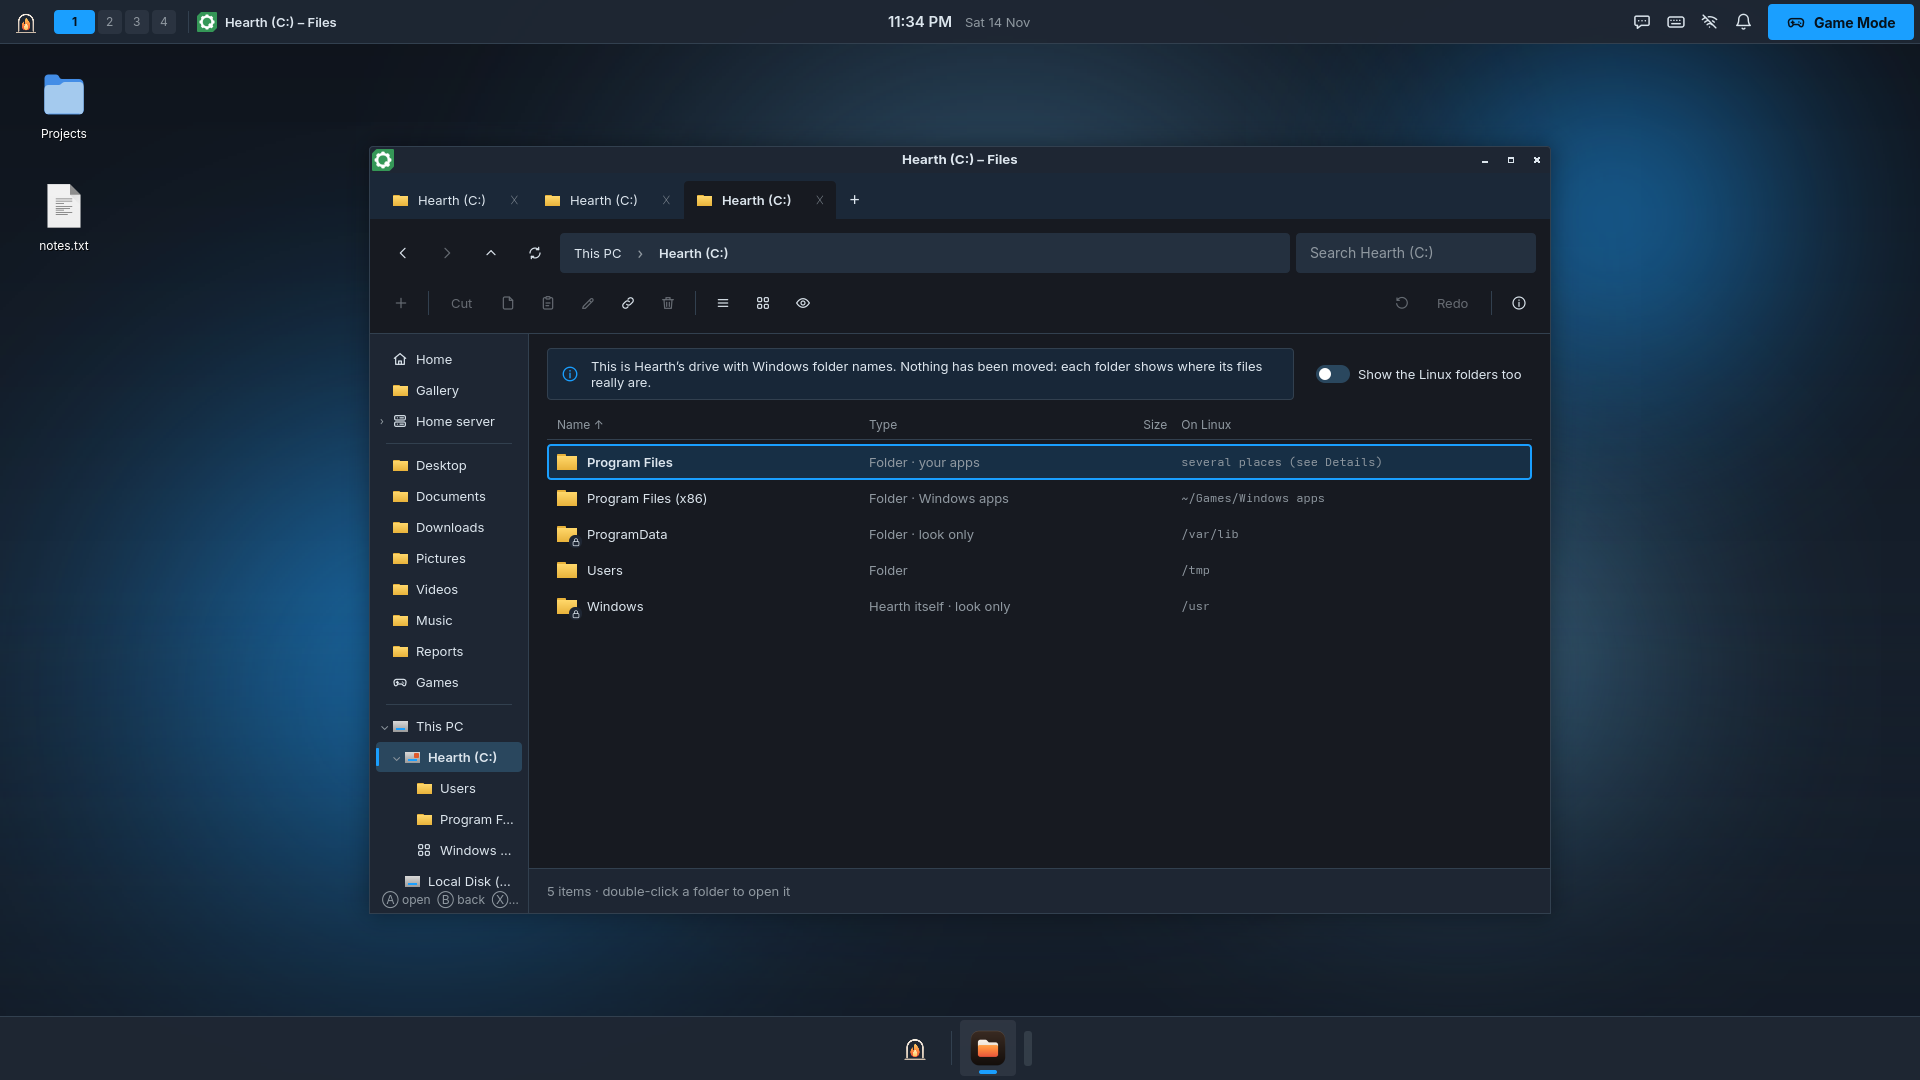 1 2 3 4 Hearth (C:) – Files 11:34 PM Sat 14 Nov Game Mode
Projects
notes.txt
Hearth (C:) – Files
Hearth (C:) X Hearth (C:) X Hearth (C:) X +
This PC › Hearth (C:) Search Hearth (C:)
Cut Redo
Home
Gallery
Home server
Desktop
Documents
Downloads
Pictures
Videos
Music
Reports
Games
This PC
Hearth (C:)
Users
Program F...
Windows ...
Local Disk (...
A open B back X...
This is Hearth's drive with Windows folder names. Nothing has been moved: each folder shows where its files
really are.
Show the Linux folders too
Name ↑ Type Size On Linux
Program Files Folder · your apps several places (see Details)
Program Files (x86) Folder · Windows apps ~/Games/Windows apps
ProgramData Folder · look only /var/lib
Users Folder /tmp
Windows Hearth itself · look only /usr
5 items · double-click a folder to open it